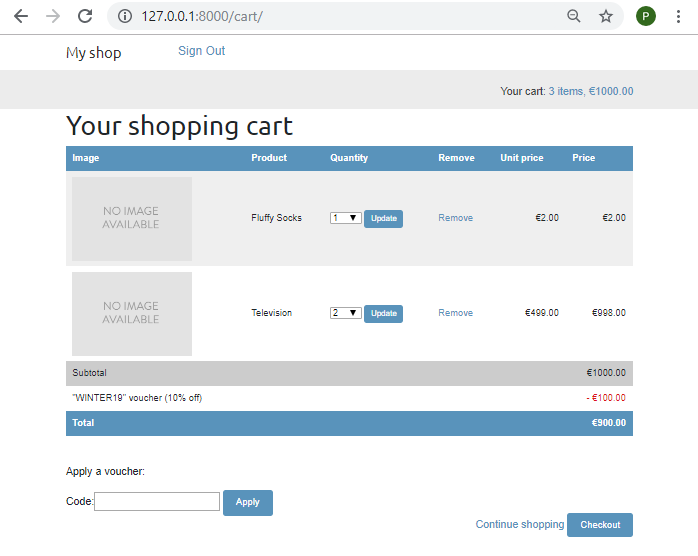 127.0.0.1:8000/cart/
P
My shop Sign Out
Your cart: 3 items, €1000.00
Your shopping cart
Image Product Quantity Remove Unit price Price
NO IMAGE
AVAILABLE
Fluffy Socks 1 Update Remove €2.00 €2.00
NO IMAGE
AVAILABLE
Television 2 Update Remove €499.00 €998.00
Subtotal €1000.00
"WINTER19" voucher (10% off) - €100.00
Total €900.00
Apply a voucher:
Code: Apply
Continue shopping Checkout